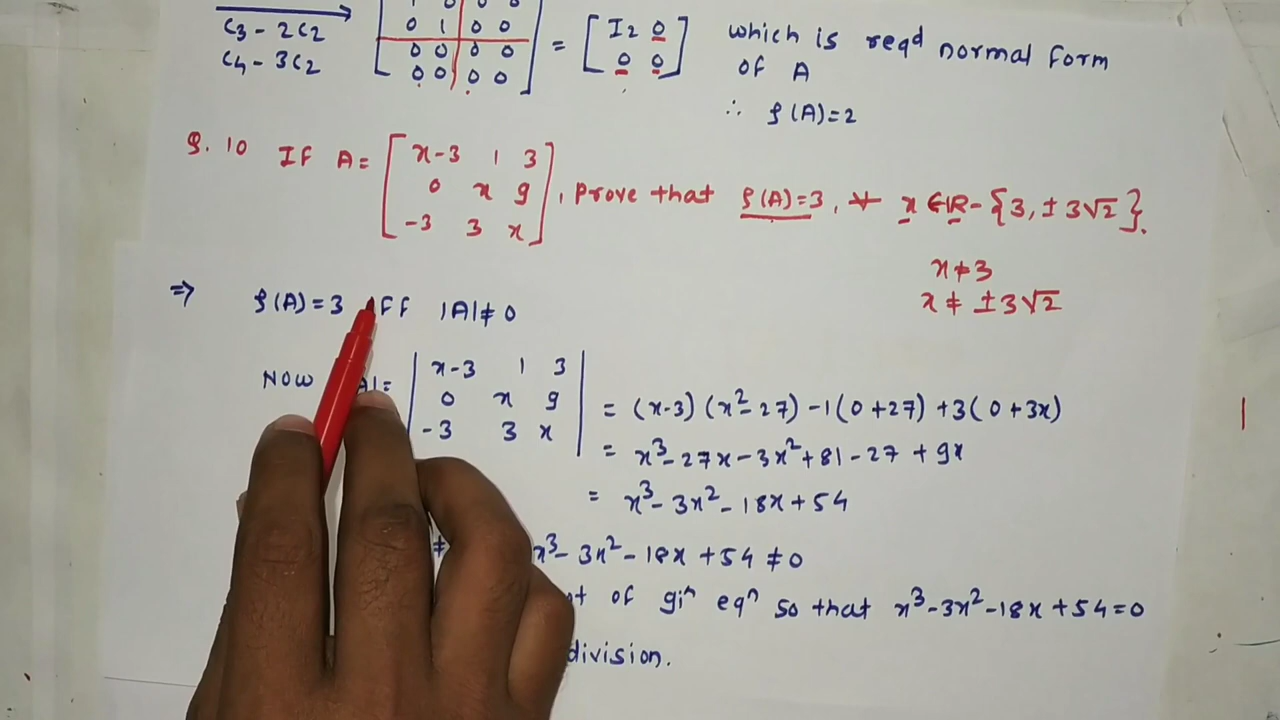 C3 - 2C2
C4 - 3C2
0 1 0 0
0 0 0 0
0 0 0 0
= [ I2 0
0 0 ] which is reqd normal form
of A
∴ ρ(A)=2
Q. 10 If A= [ x-3 1 3
0 x 9
-3 3 x ], prove that ρ(A)=3, ∀ x ∈ IR - {3, ± 3√2}.
x ≠ 3
x ≠ ± 3√2
⇒ ρ(A) = 3 iff |A| ≠ 0
Now |A|= | x-3 1 3
0 x 9
-3 3 x | = (x-3) (x²-27) -1(0+27) +3(0+3x)
= x³-27x-3x²+81-27+9x
= x³-3x²-18x+54
≠ x³-3x²-18x+54 ≠ 0
of giⁿ eqⁿ so that x³-3x²-18x+54=0
division.